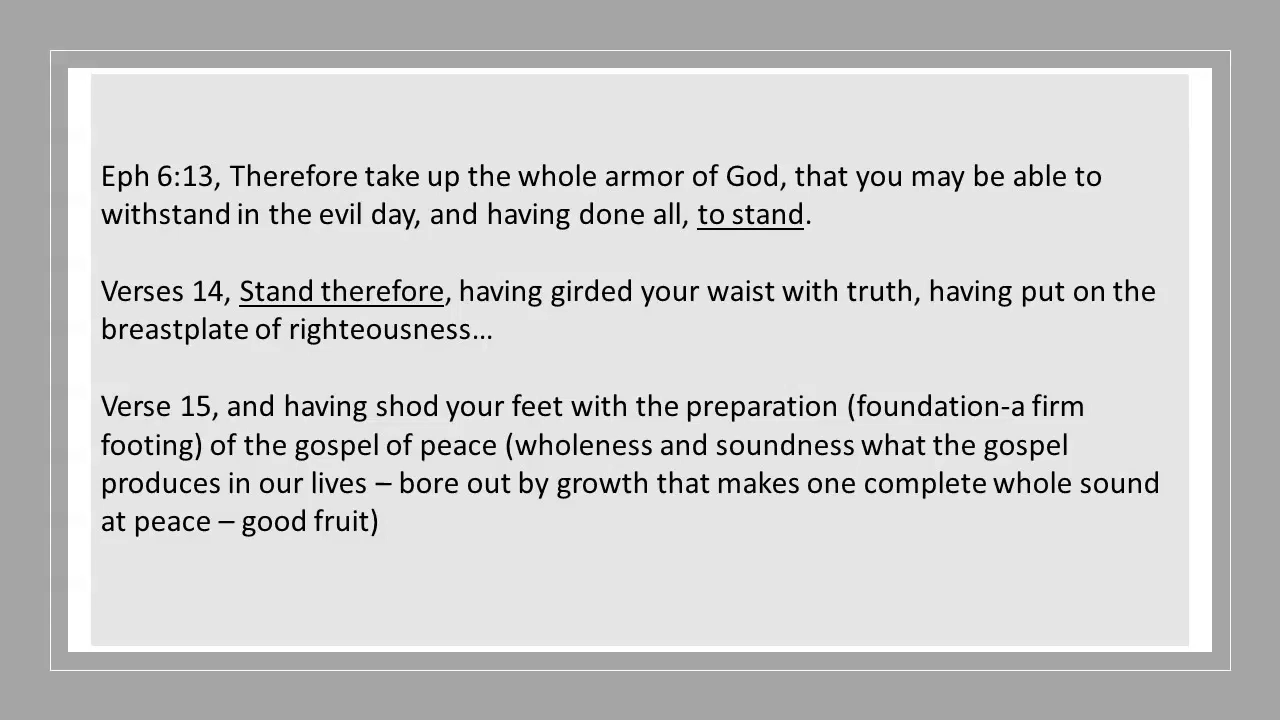 Eph 6:13, Therefore take up the whole armor of God, that you may be able to
withstand in the evil day, and having done all, to stand.
Verses 14, Stand therefore, having girded your waist with truth, having put on the
breastplate of righteousness…
Verse 15, and having shod your feet with the preparation (foundation-a firm
footing) of the gospel of peace (wholeness and soundness what the gospel
produces in our lives – bore out by growth that makes one complete whole sound
at peace – good fruit)